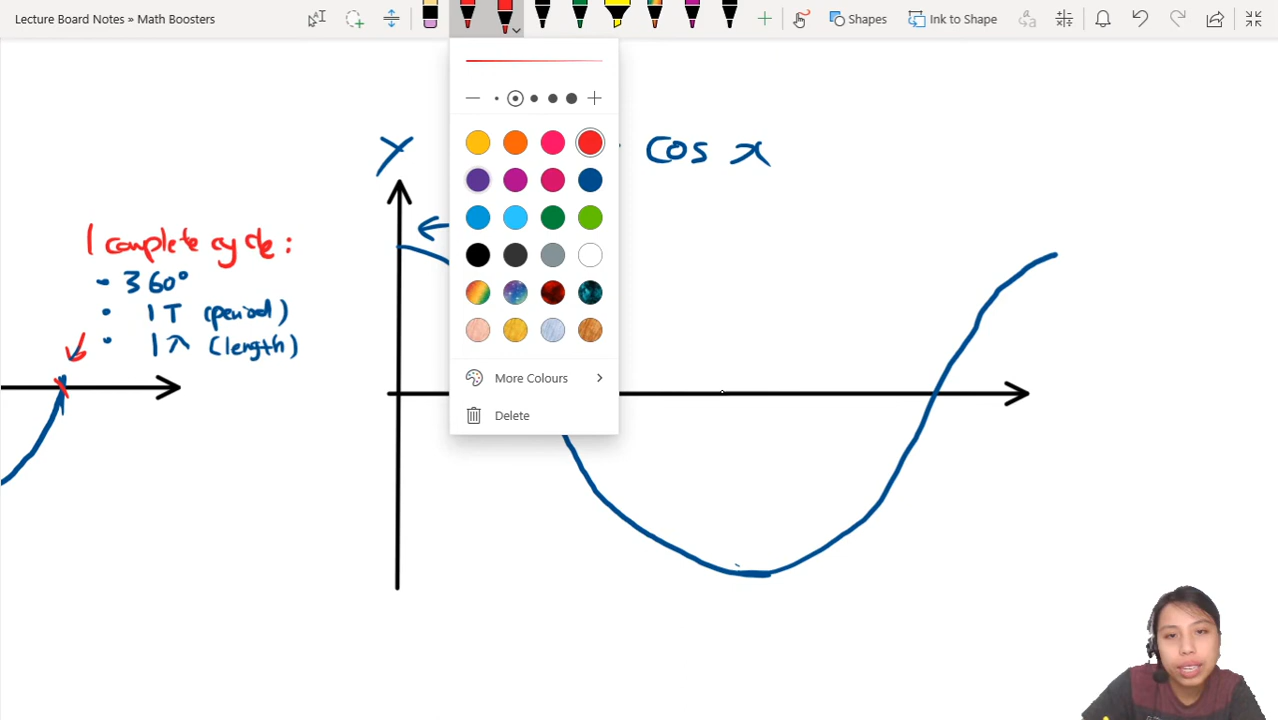 Lecture Board Notes » Math Boosters
Shapes
Ink to Shape
Y
cos x
1 complete cycle:
• 360°
• 1 T (period)
• 1 λ (length)
More Colours
Delete